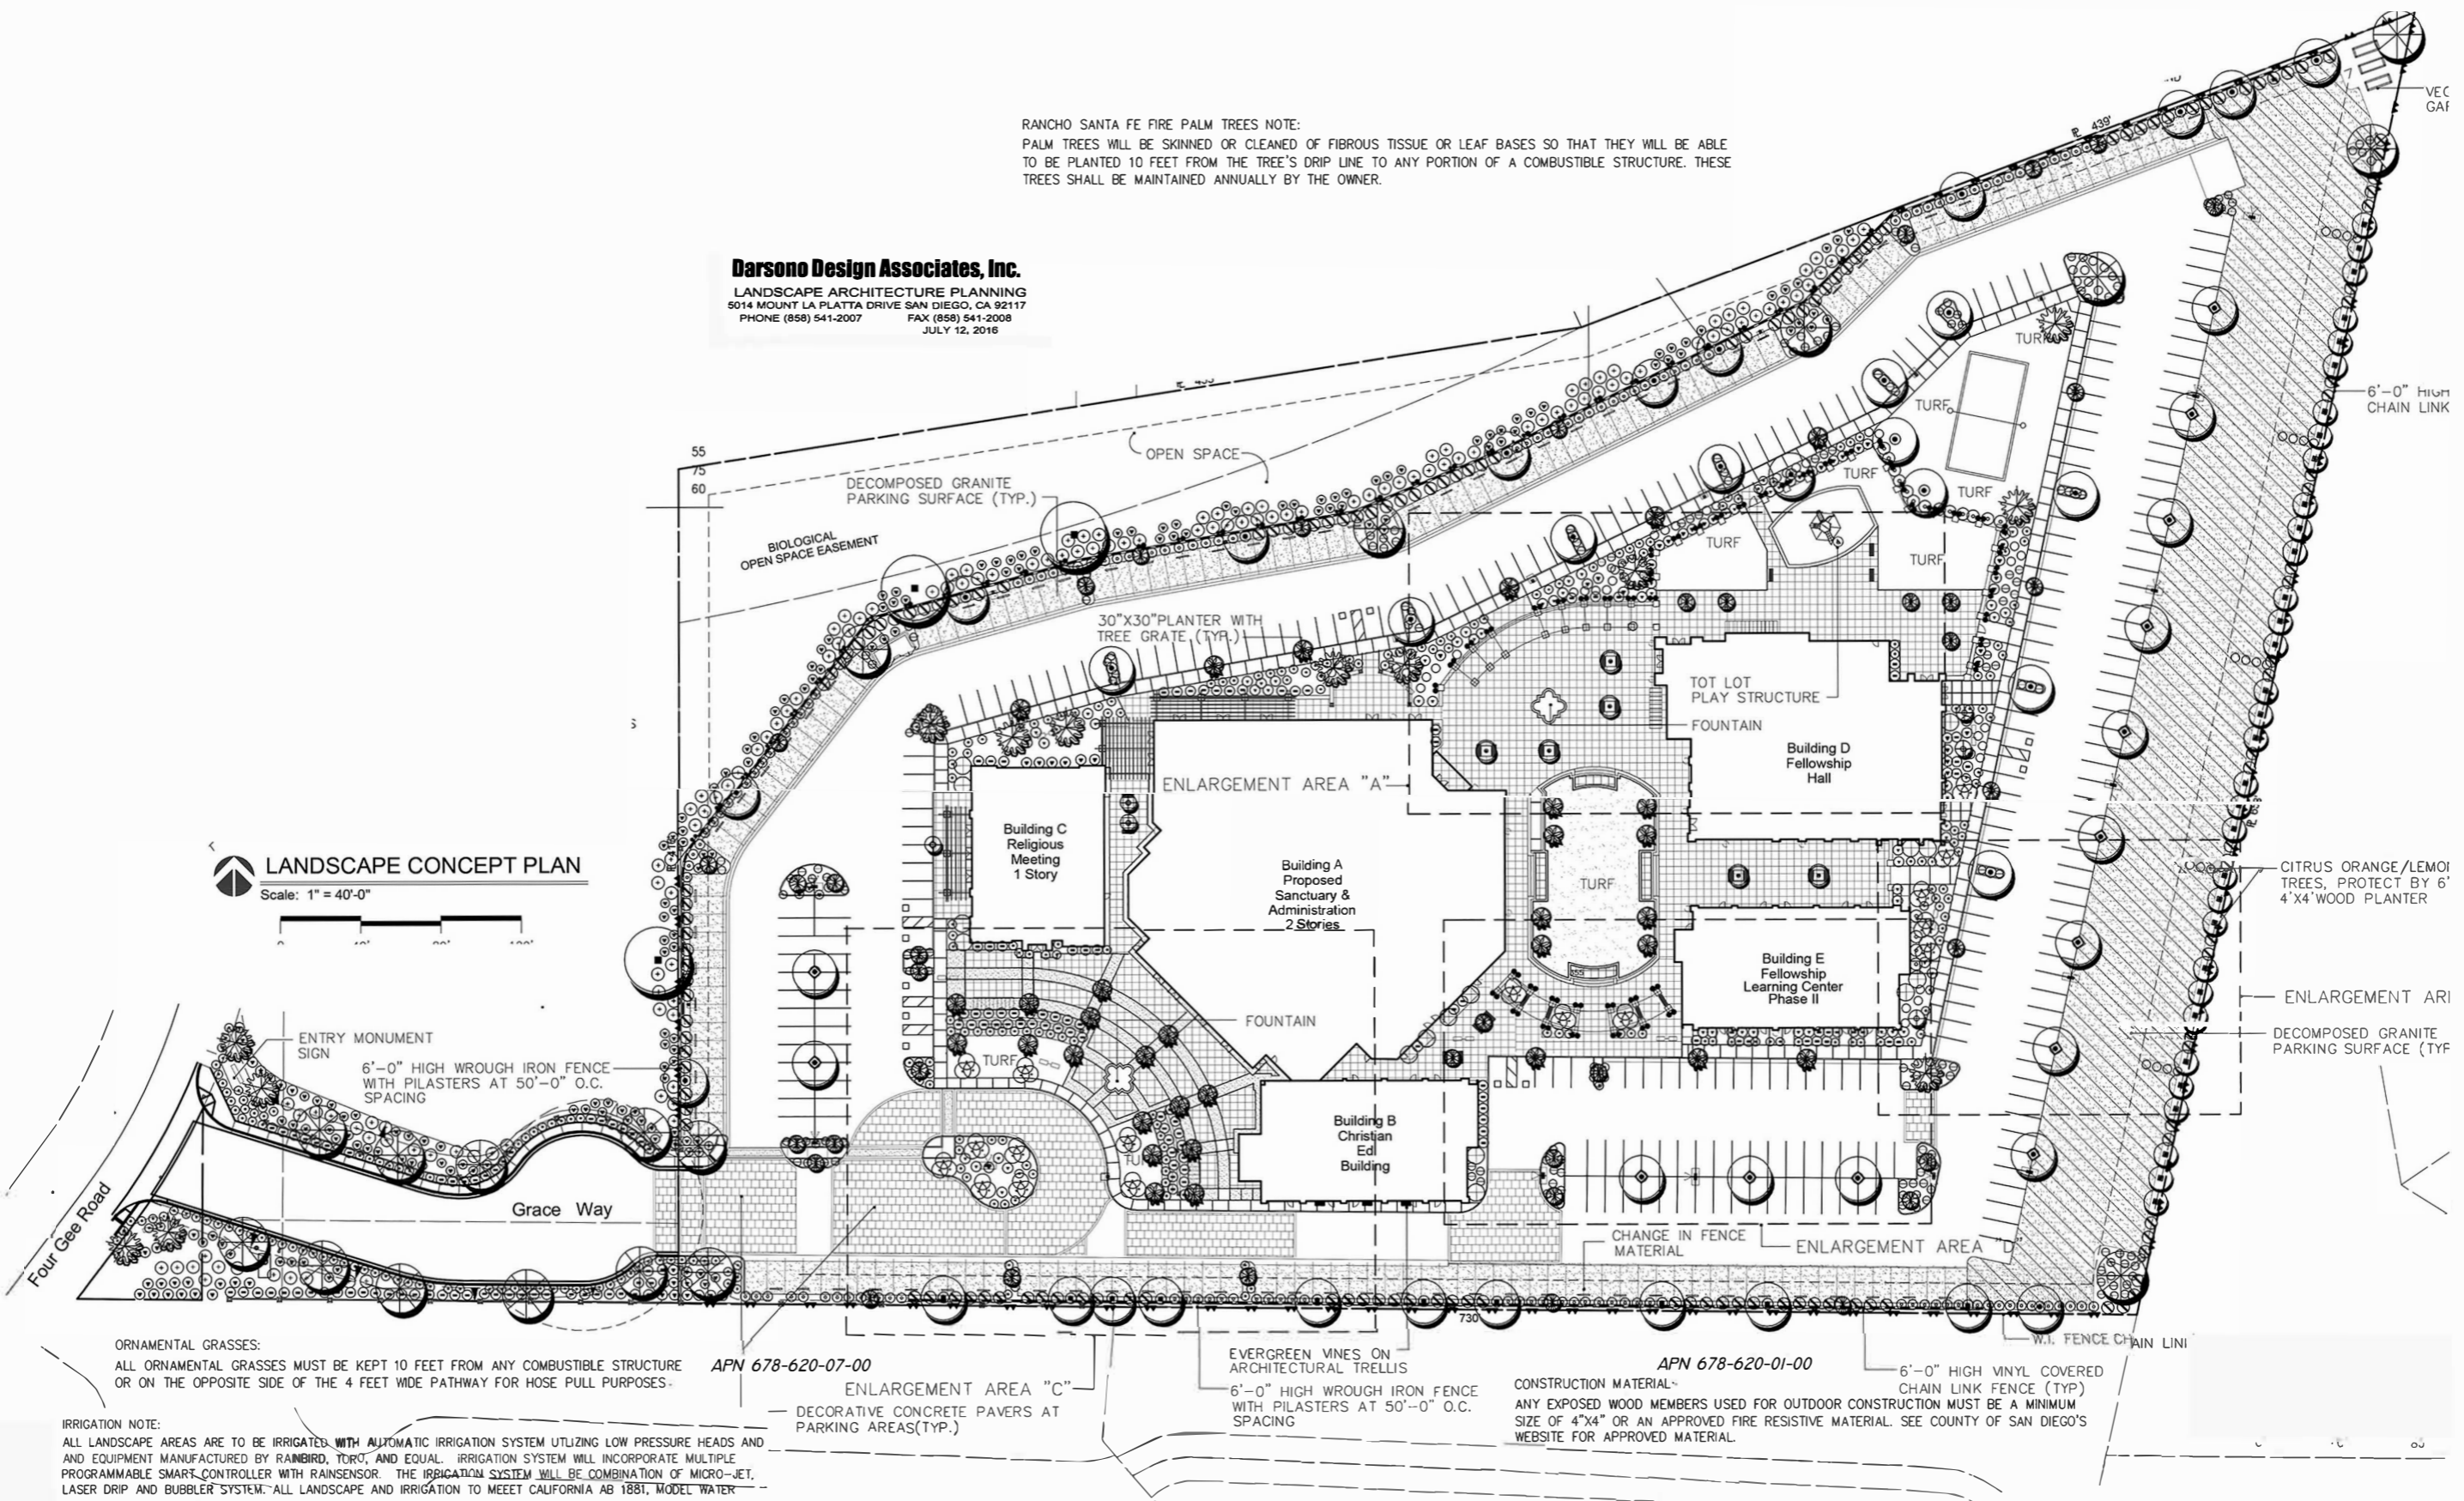 RANCHO SANTA FE FIRE PALM TREES NOTE:
PALM TREES WILL BE SKINNED OR CLEANED OF FIBROUS TISSUE OR LEAF BASES SO THAT THEY WILL BE ABLE
TO BE PLANTED 10 FEET FROM THE TREE'S DRIP LINE TO ANY PORTION OF A COMBUSTIBLE STRUCTURE. THESE
TREES SHALL BE MAINTAINED ANNUALLY BY THE OWNER.
439'
Darsono Design Associates, Inc.
LANDSCAPE ARCHITECTURE PLANNING
5014 MOUNT LA PLATTA DRIVE SAN DIEGO, CA 92117
PHONE (858) 541-2007 FAX (858) 541-2008
JULY 12, 2016
TURF
6'-0" HIGH
CHAIN LINK
TURF
55
75
60
OPEN SPACE
DECOMPOSED GRANITE
PARKING SURFACE (TYP.)
TURF
TURF
BIOLOGICAL
OPEN SPACE EASEMENT
TURF
TURF
30"X30"PLANTER WITH
TREE GRATE (TYP.)
TOT LOT
PLAY STRUCTURE
FOUNTAIN
Building D
Fellowship
Hall
ENLARGEMENT AREA "A"
Building C
Religious
Meeting
1 Story
Building A
Proposed
Sanctuary &
Administration
2 Stories
TURF
LANDSCAPE CONCEPT PLAN
Scale: 1" = 40'-0"
CITRUS ORANGE/LEMO
TREES, PROTECT BY 6'
4'X4'WOOD PLANTER
Building E
Fellowship
Learning Center
Phase II
ENLARGEMENT AR
FOUNTAIN
DECOMPOSED GRANITE
PARKING SURFACE (TYP
ENTRY MONUMENT
SIGN
6'-0" HIGH WROUGH IRON FENCE
WITH PILASTERS AT 50'-0" O.C.
SPACING
TURF
Building B
Christian
Edl
Building
Grace Way
Four Gee Road
CHANGE IN FENCE
MATERIAL
ENLARGEMENT AREA "D"
730
W.I. FENCE CHAIN LINI
ORNAMENTAL GRASSES:
ALL ORNAMENTAL GRASSES MUST BE KEPT 10 FEET FROM ANY COMBUSTIBLE STRUCTURE
OR ON THE OPPOSITE SIDE OF THE 4 FEET WIDE PATHWAY FOR HOSE PULL PURPOSES.
APN 678-620-07-00
ENLARGEMENT AREA "C"
DECORATIVE CONCRETE PAVERS AT
PARKING AREAS(TYP.)
EVERGREEN VINES ON
ARCHITECTURAL TRELLIS
6'-0" HIGH WROUGH IRON FENCE
WITH PILASTERS AT 50'-0" O.C.
SPACING
APN 678-620-01-00
6'-0" HIGH VINYL COVERED
CHAIN LINK FENCE (TYP)
CONSTRUCTION MATERIAL:
ANY EXPOSED WOOD MEMBERS USED FOR OUTDOOR CONSTRUCTION MUST BE A MINIMUM
SIZE OF 4"X4" OR AN APPROVED FIRE RESISTIVE MATERIAL. SEE COUNTY OF SAN DIEGO'S
WEBSITE FOR APPROVED MATERIAL.
IRRIGATION NOTE:
ALL LANDSCAPE AREAS ARE TO BE IRRIGATED WITH AUTOMATIC IRRIGATION SYSTEM UTLIZING LOW PRESSURE HEADS AND
AND EQUIPMENT MANUFACTURED BY RAINBIRD, TORO, AND EQUAL. IRRIGATION SYSTEM WILL INCORPORATE MULTIPLE
PROGRAMMABLE SMART CONTROLLER WITH RAINSENSOR. THE IRRIGATION SYSTEM WILL BE COMBINATION OF MICRO-JET,
LASER DRIP AND BUBBLER SYSTEM. ALL LANDSCAPE AND IRRIGATION TO MEEET CALIFORNIA AB 1881, MODEL WATER